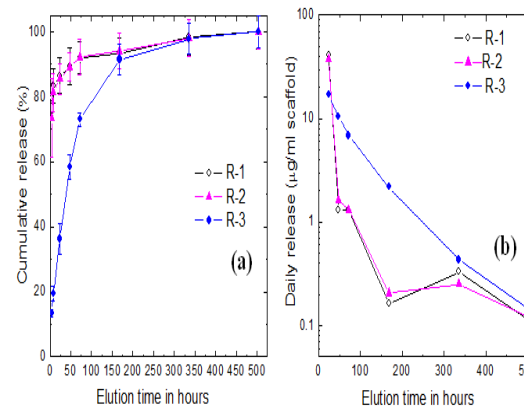 100
80
60
40
20
0
Cumulative release (%)
R-1
R-2
R-3
(a)
0 50 100 150 200 250 300 350 400 450 500
Elution time in hours
100
10
1
0.1
Daily release (µg/ml scaffold)
R-1
R-2
R-3
(b)
0 100 200 300 400 500
Elution time in hours